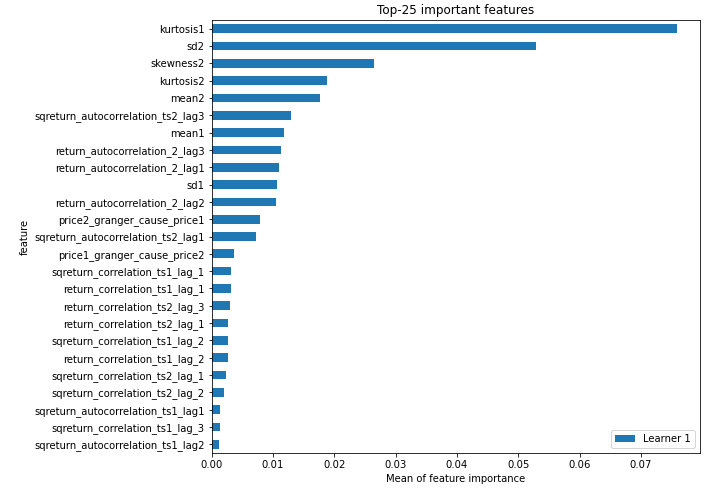 Top-25 important features
kurtosis1
sd2
skewness2
kurtosis2
mean2
sqreturn_autocorrelation_ts2_lag3
mean1
return_autocorrelation_2_lag3
return_autocorrelation_2_lag1
sd1
return_autocorrelation_2_lag2
price2_granger_cause_price1
sqreturn_autocorrelation_ts2_lag1
price1_granger_cause_price2
sqreturn_correlation_ts1_lag_1
return_correlation_ts1_lag_1
return_correlation_ts2_lag_3
return_correlation_ts2_lag_1
sqreturn_correlation_ts1_lag_2
return_correlation_ts1_lag_2
sqreturn_correlation_ts2_lag_1
sqreturn_correlation_ts2_lag_2
sqreturn_autocorrelation_ts1_lag1
sqreturn_correlation_ts1_lag_3
sqreturn_autocorrelation_ts1_lag2
feature
Learner 1
0.00 0.01 0.02 0.03 0.04 0.05 0.06 0.07
Mean of feature importance